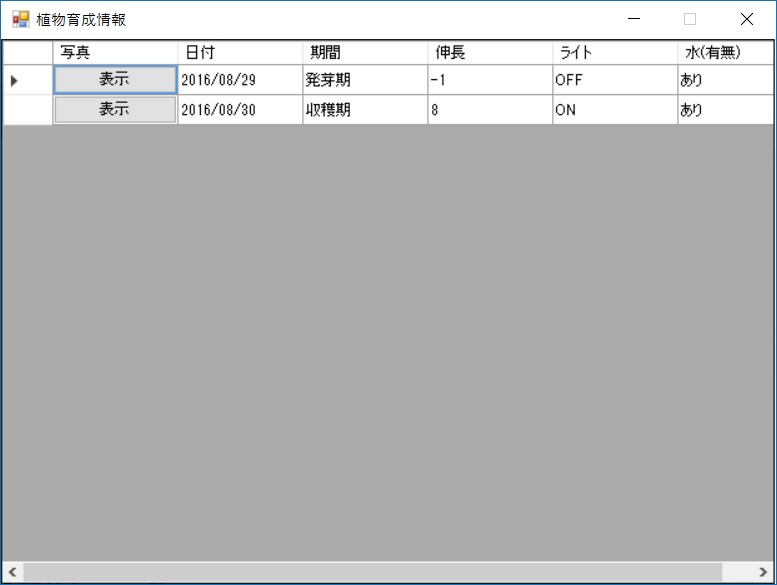 植物育成情報
写真 日付 期間 伸長 ライト 水(有無)
表示 2016/08/29 発芽期 -1 OFF あり
表示 2016/08/30 収穫期 8 ON あり